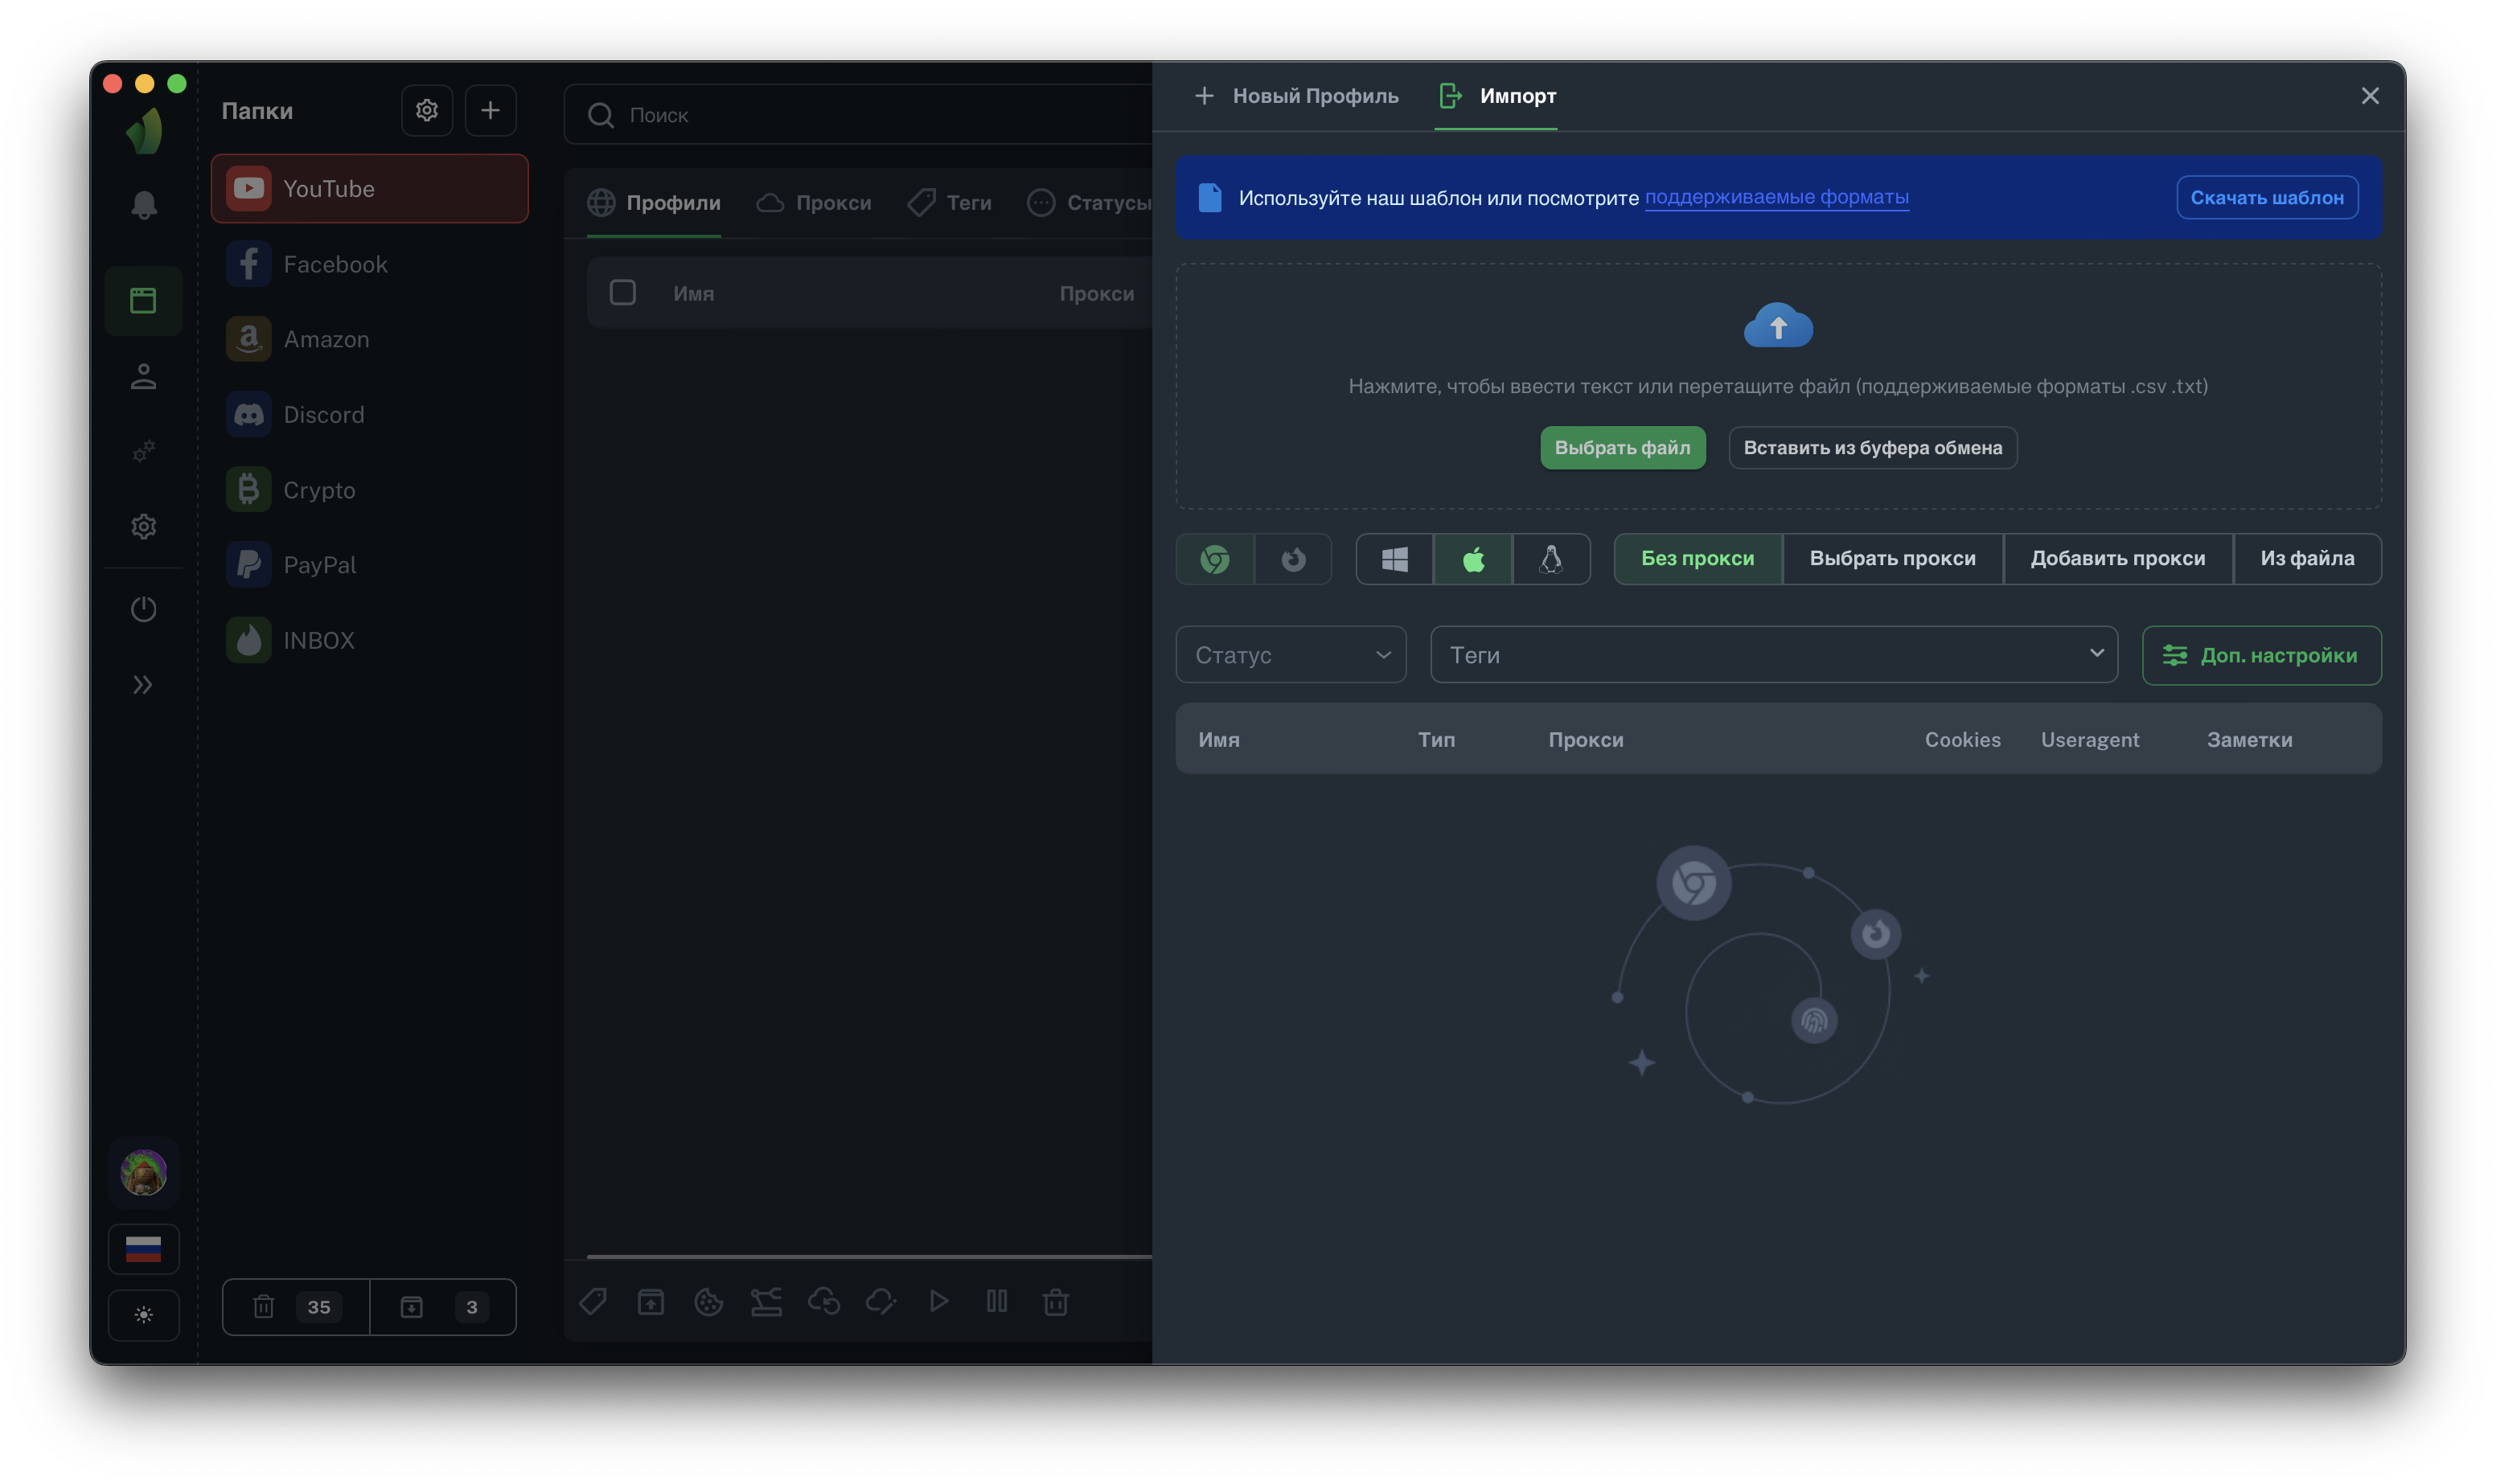 Папки
YouTube
Facebook
Amazon
Discord
Crypto
PayPal
INBOX
35
3
Поиск
Профили
Прокси
Теги
Статусы
Имя
Прокси
Новый Профиль
Импорт
Используйте наш шаблон или посмотрите поддерживаемые форматы
Скачать шаблон
Нажмите, чтобы ввести текст или перетащите файл (поддерживаемые форматы .csv .txt)
Выбрать файл
Вставить из буфера обмена
Без прокси
Выбрать прокси
Добавить прокси
Из файла
Статус
Теги
Доп. настройки
Имя
Тип
Прокси
Cookies
Useragent
Заметки